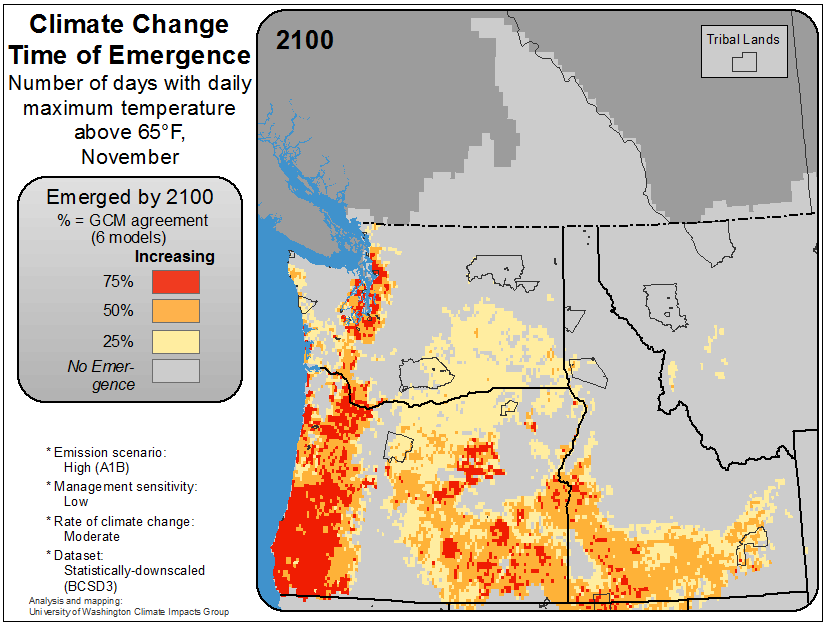 Climate Change
Time of Emergence
Number of days with daily
maximum temperature
above 65°F,
November
Emerged by 2100
% = GCM agreement
(6 models)
Increasing
75%
50%
25%
No Emer-
gence
* Emission scenario:
High (A1B)
* Management sensitivity:
Low
* Rate of climate change:
Moderate
* Dataset:
Statistically-downscaled
(BCSD3)
Analysis and mapping:
University of Washington Climate Impacts Group
2100
Tribal Lands